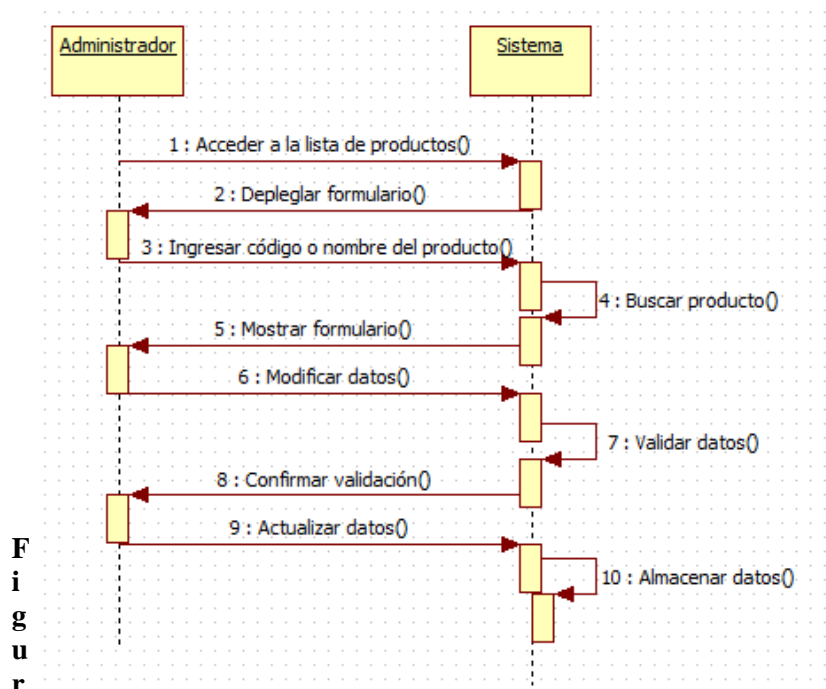 Administrador
Sistema
1 : Acceder a la lista de productos()
2 : Depleglar formulario()
3 : Ingresar código o nombre del producto()
4 : Buscar producto()
5 : Mostrar formulario()
6 : Modificar datos()
7 : Validar datos()
8 : Confirmar validación()
9 : Actualizar datos()
10 : Almacenar datos()
F
i
g
u
r